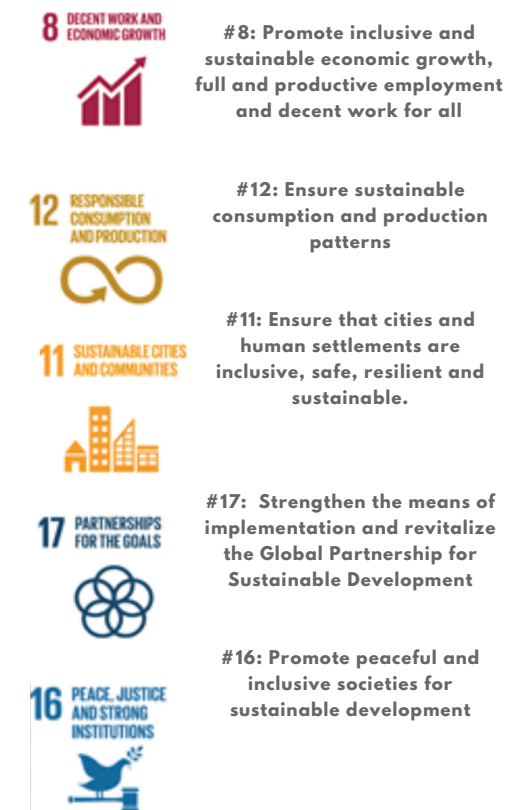 8 DECENT WORK AND
ECONOMIC GROWTH
#8: Promote inclusive and
sustainable economic growth,
full and productive employment
and decent work for all
12 RESPONSIBLE
CONSUMPTION
AND PRODUCTION
#12: Ensure sustainable
consumption and production
patterns
11 SUSTAINABLE CITIES
AND COMMUNITIES
#11: Ensure that cities and
human settlements are
inclusive, safe, resilient and
sustainable.
17 PARTNERSHIPS
FOR THE GOALS
#17: Strengthen the means of
implementation and revitalize
the Global Partnership for
Sustainable Development
16 PEACE, JUSTICE
AND STRONG
INSTITUTIONS
#16: Promote peaceful and
inclusive societies for
sustainable development